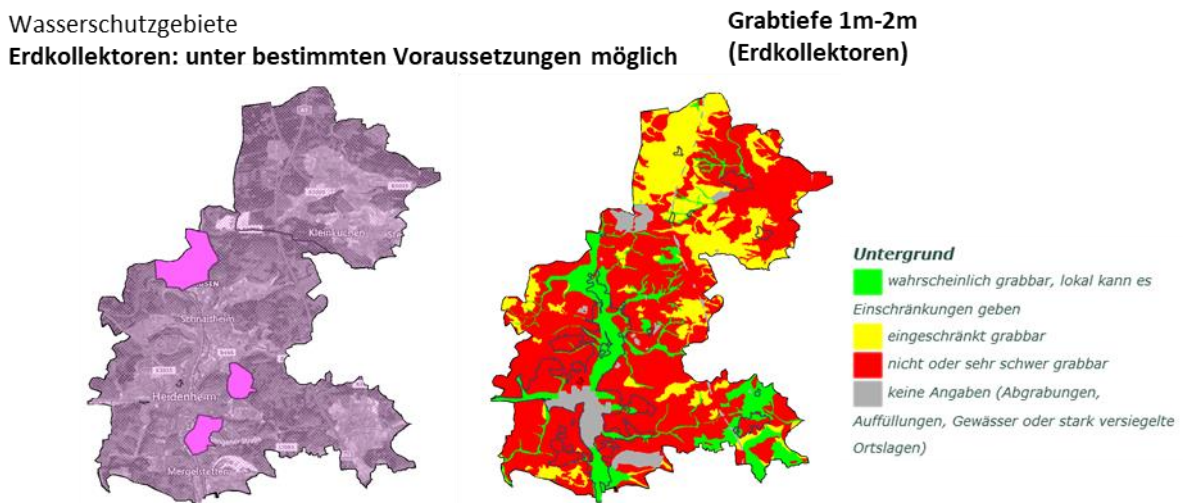 Wasserschutzgebiete
Erdkollektoren: unter bestimmten Voraussetzungen möglich
Grabtiefe 1m-2m
(Erdkollektoren)
Kleinkuchen
Schnaitheim
Heidenheim
Mergelstetten
Untergrund
wahrscheinlich grabbar, lokal kann es
Einschränkungen geben
eingeschränkt grabbar
nicht oder sehr schwer grabbar
keine Angaben (Abgrabungen,
Auffüllungen, Gewässer oder stark versiegelte
Ortslagen)